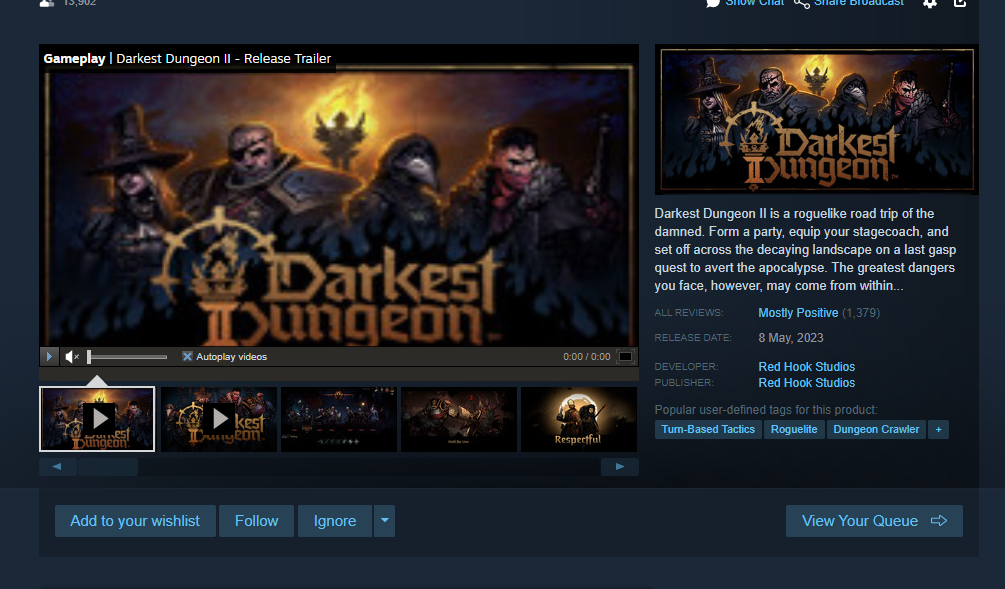 13,902
Show Chat
Share Broadcast
Gameplay | Darkest Dungeon II - Release Trailer
Darkest
Dungeon
Autoplay videos
0:00 / 0:00
Darkest
Dungeon
Darkest
Dungeon
Respectful
Darkest
II Dungeon™
Darkest Dungeon II is a roguelike road trip of the
damned. Form a party, equip your stagecoach, and
set off across the decaying landscape on a last gasp
quest to avert the apocalypse. The greatest dangers
you face, however, may come from within...
ALL REVIEWS: Mostly Positive (1,379)
RELEASE DATE: 8 May, 2023
DEVELOPER: Red Hook Studios
PUBLISHER: Red Hook Studios
Popular user-defined tags for this product:
Turn-Based Tactics Roguelite Dungeon Crawler +
Add to your wishlist Follow Ignore View Your Queue